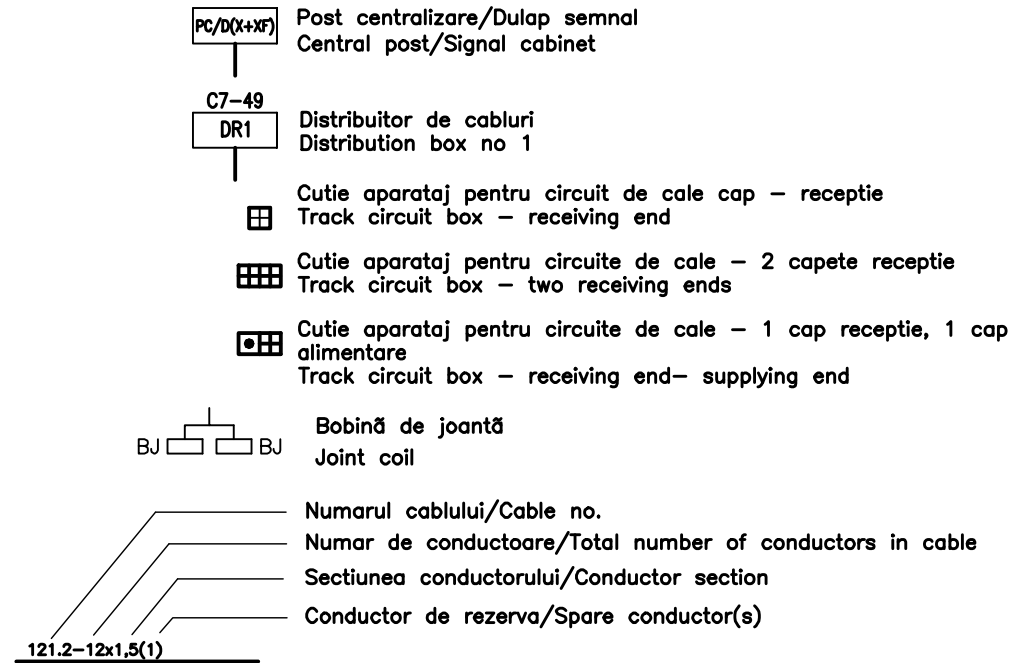 PC/D(X+XF)
Post centralizare/Dulap semnal
Central post/Signal cabinet
C7-49
DR1
Distribuitor de cabluri
Distribution box no 1
Cutie aparataj pentru circuit de cale cap - receptie
Track circuit box - receiving end
Cutie aparataj pentru circuite de cale - 2 capete receptie
Track circuit box - two receiving ends
Cutie aparataj pentru circuite de cale - 1 cap receptie, 1 cap
alimentare
Track circuit box - receiving end- supplying end
BJ BJ
Bobină de joantă
Joint coil
Numarul cablului/Cable no.
Numar de conductoare/Total number of conductors in cable
Sectiunea conductorului/Conductor section
Conductor de rezerva/Spare conductor(s)
121.2-12x1,5(1)